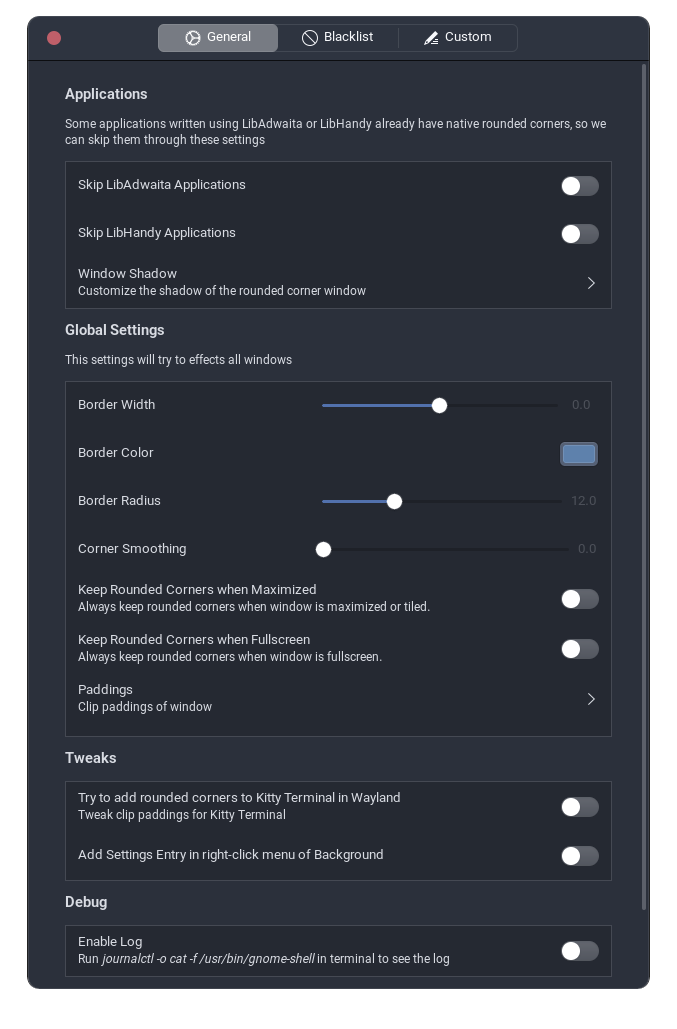 General
Blacklist
Custom
Applications
Some applications written using LibAdwaita or LibHandy already have native rounded corners, so we
can skip them through these settings
Skip LibAdwaita Applications
Skip LibHandy Applications
Window Shadow
Customize the shadow of the rounded corner window
Global Settings
This settings will try to effects all windows
Border Width
0.0
Border Color
Border Radius
12.0
Corner Smoothing
0.0
Keep Rounded Corners when Maximized
Always keep rounded corners when window is maximized or tiled.
Keep Rounded Corners when Fullscreen
Always keep rounded corners when window is fullscreen.
Paddings
Clip paddings of window
Tweaks
Try to add rounded corners to Kitty Terminal in Wayland
Tweak clip paddings for Kitty Terminal
Add Settings Entry in right-click menu of Background
Debug
Enable Log
Run journalctl -o cat -f /usr/bin/gnome-shell in terminal to see the log